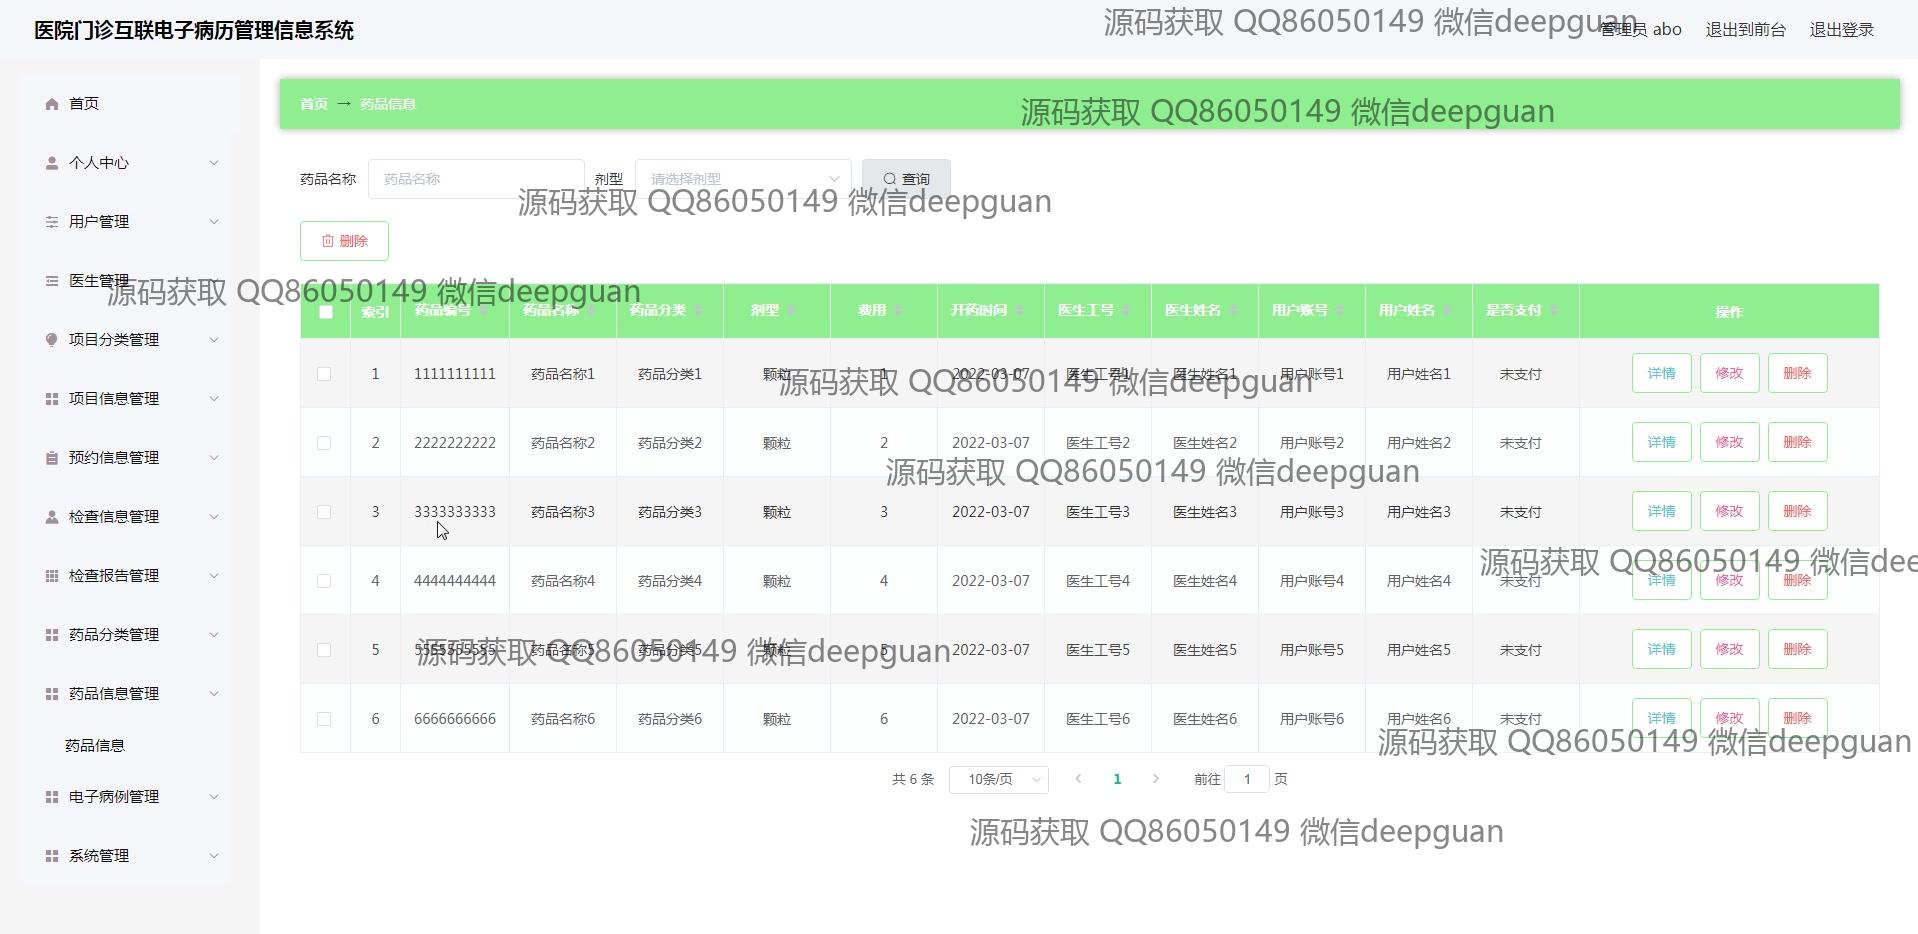 医院门诊互联电子病历管理信息系统
源码获取 QQ86050149 微信deepguan
管理员 abo 退出到前台 退出登录
首页
个人中心
用户管理
医生管理
项目分类管理
项目信息管理
预约信息管理
检查信息管理
检查报告管理
药品分类管理
药品信息管理
药品信息
电子病例管理
系统管理
首页 → 药品信息
源码获取 QQ86050149 微信deepguan
药品名称 药品名称 剂型 请选择剂型 查询
源码获取 QQ86050149 微信deepguan
删除
源码获取 QQ86050149 微信deepguan
索引 药品编号 药品名称 药品分类 剂型 费用 开药时间 医生工号 医生姓名 用户账号 用户姓名 是否支付 操作
1 1111111111 药品名称1 药品分类1 颗粒 1 2022-03-07 医生工号1 医生姓名1 用户账号1 用户姓名1 未支付 详情 修改 删除
源码获取 QQ86050149 微信deepguan
2 2222222222 药品名称2 药品分类2 颗粒 2 2022-03-07 医生工号2 医生姓名2 用户账号2 用户姓名2 未支付 详情 修改 删除
源码获取 QQ86050149 微信deepguan
3 3333333333 药品名称3 药品分类3 颗粒 3 2022-03-07 医生工号3 医生姓名3 用户账号3 用户姓名3 未支付 详情 修改 删除
源码获取 QQ86050149 微信dee
4 4444444444 药品名称4 药品分类4 颗粒 4 2022-03-07 医生工号4 医生姓名4 用户账号4 用户姓名4 未支付 详情 修改 删除
5 5555555555 药品名称5 药品分类5 颗粒 5 2022-03-07 医生工号5 医生姓名5 用户账号5 用户姓名5 未支付 详情 修改 删除
源码获取 QQ86050149 微信deepguan
6 6666666666 药品名称6 药品分类6 颗粒 6 2022-03-07 医生工号6 医生姓名6 用户账号6 用户姓名6 未支付 详情 修改 删除
源码获取 QQ86050149 微信deepguan
共 6 条 10条/页 1 前往 1 页
源码获取 QQ86050149 微信deepguan